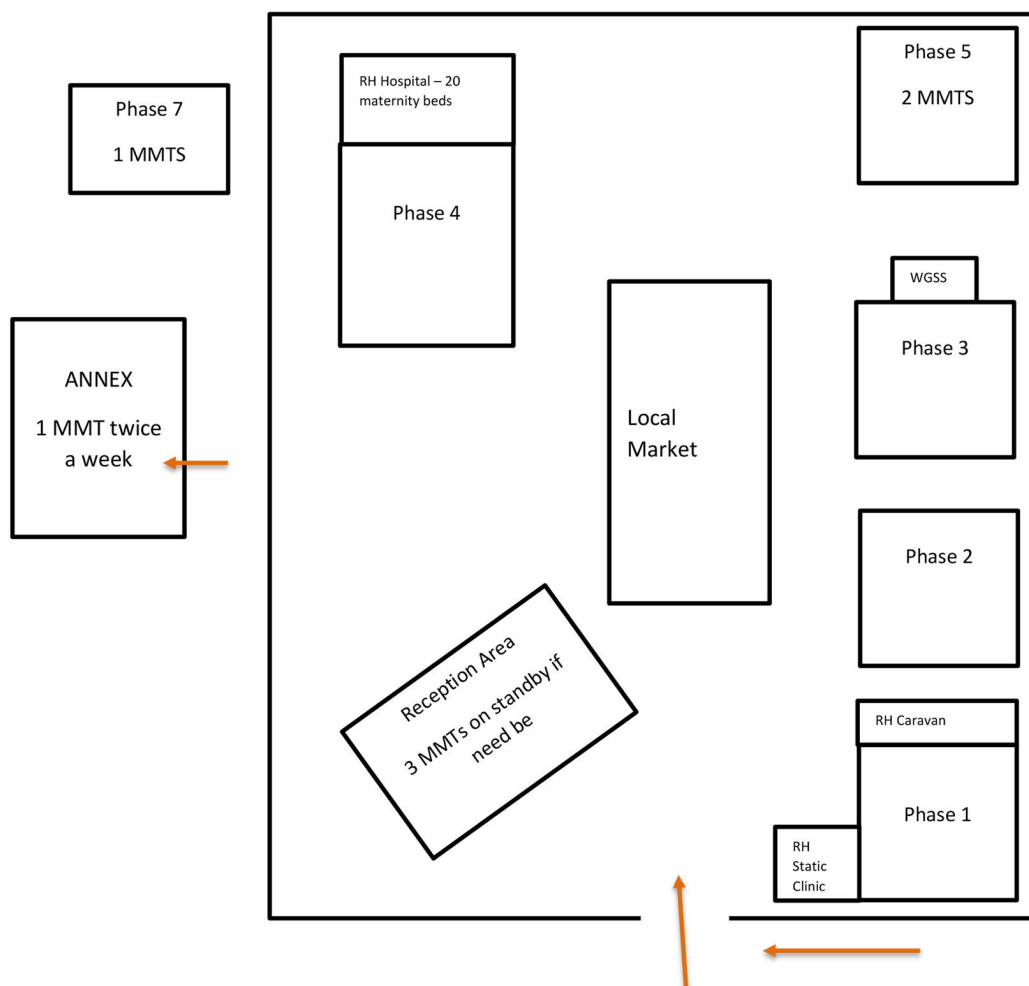 Phase 7
1 MMTS
ANNEX
1 MMT twice
a week
RH Hospital – 20
maternity beds
Phase 4
Local
Market
Reception Area
3 MMTs on standby if
need be
Phase 5
2 MMTS
WGSS
Phase 3
Phase 2
RH Caravan
Phase 1
RH
Static
Clinic